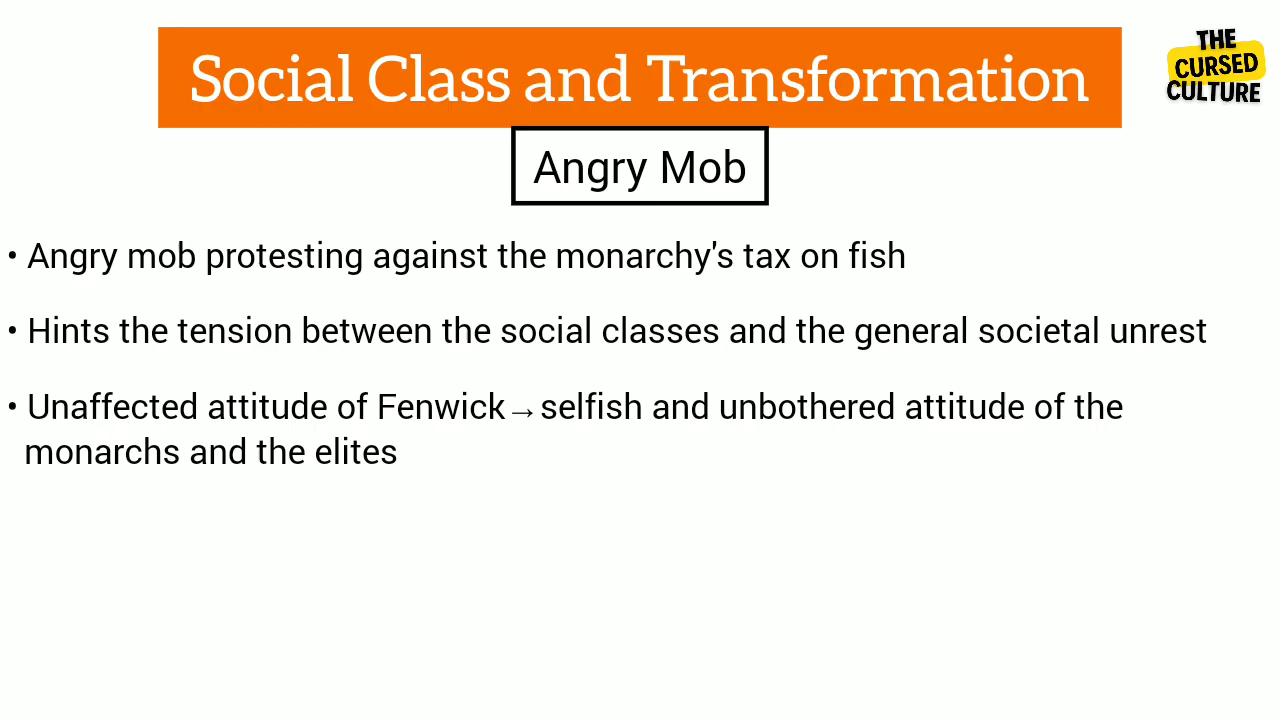 Social Class and Transformation
THE
CURSED
CULTURE
Angry Mob
• Angry mob protesting against the monarchy's tax on fish
• Hints the tension between the social classes and the general societal unrest
• Unaffected attitude of Fenwick→selfish and unbothered attitude of the
monarchs and the elites